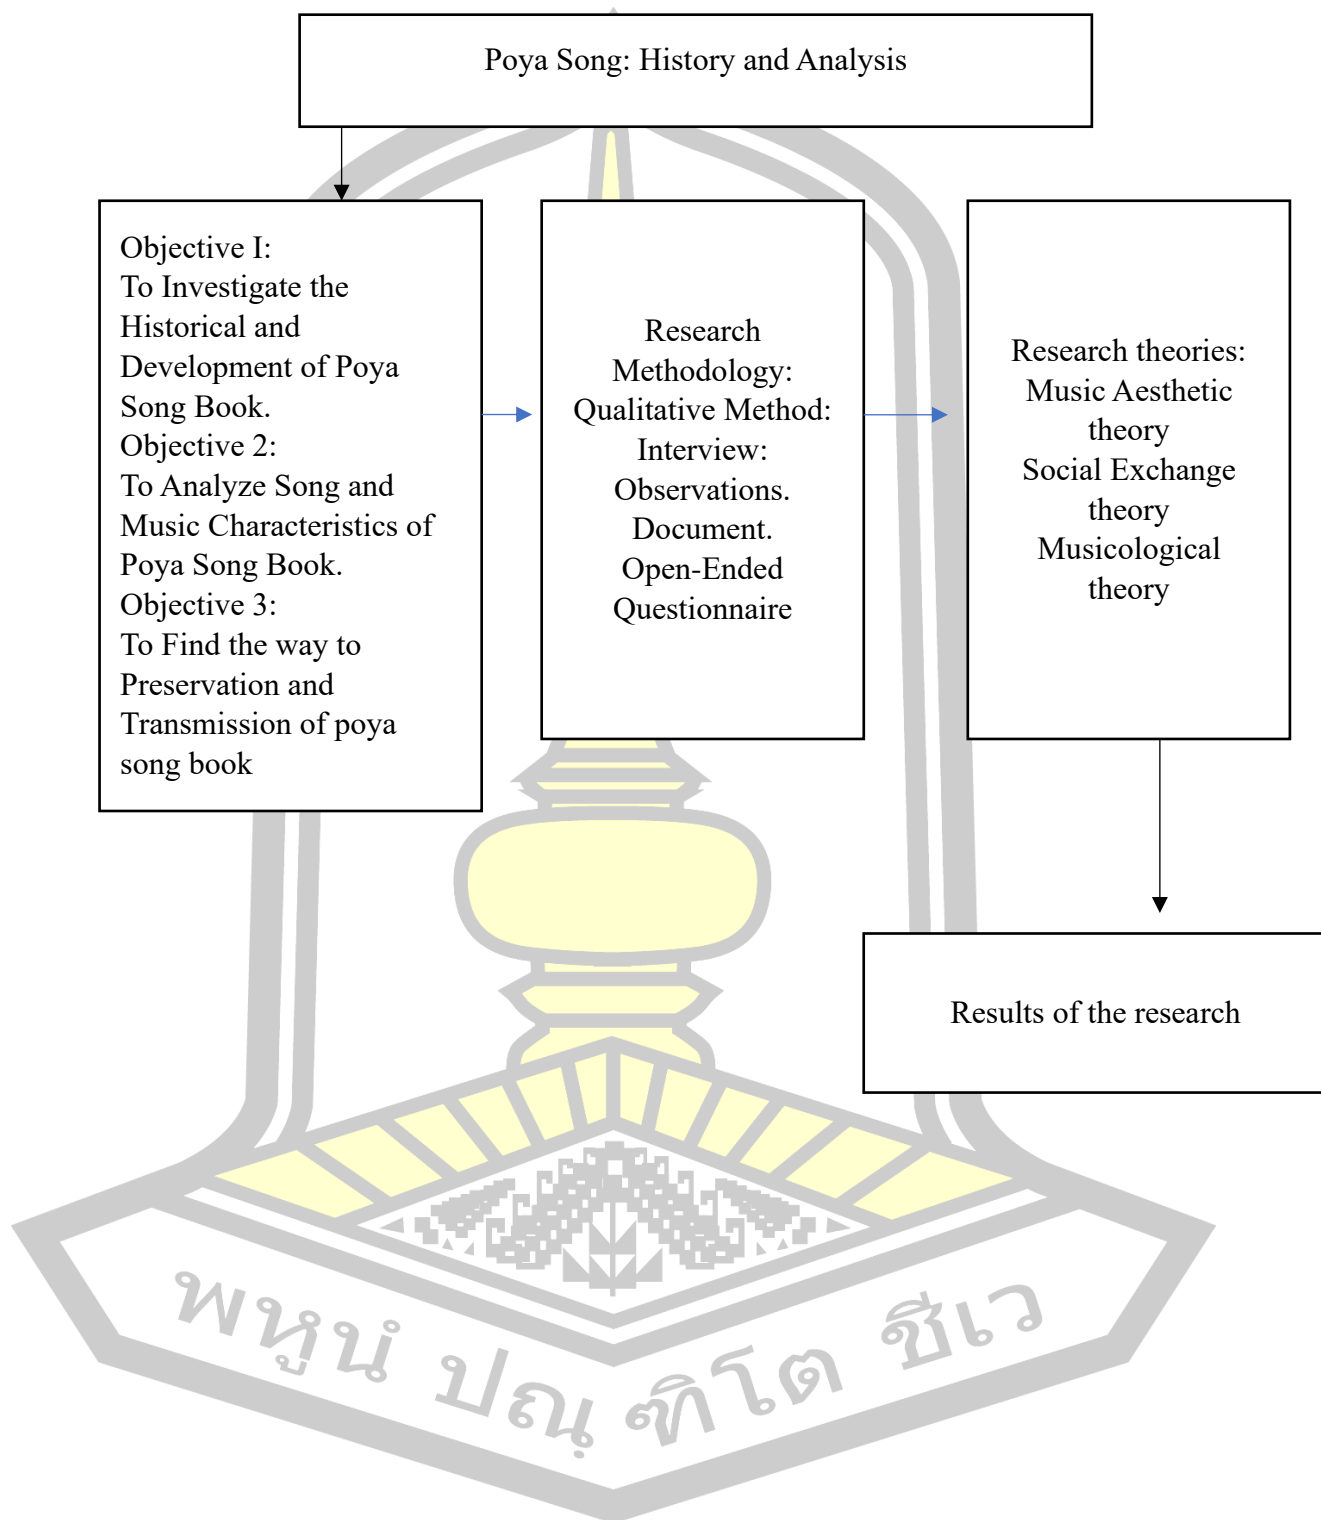 Poya Song: History and Analysis
Objective I:
To Investigate the
Historical and
Development of Poya
Song Book.
Objective 2:
To Analyze Song and
Music Characteristics of
Poya Song Book.
Objective 3:
To Find the way to
Preservation and
Transmission of poya
song book
Research
Methodology:
Qualitative Method:
Interview:
Observations.
Document.
Open-Ended
Questionnaire
Research theories:
Music Aesthetic
theory
Social Exchange
theory
Musicological
theory
Results of the research
พหูนํ ปณฺ ฑิโต ชีเว